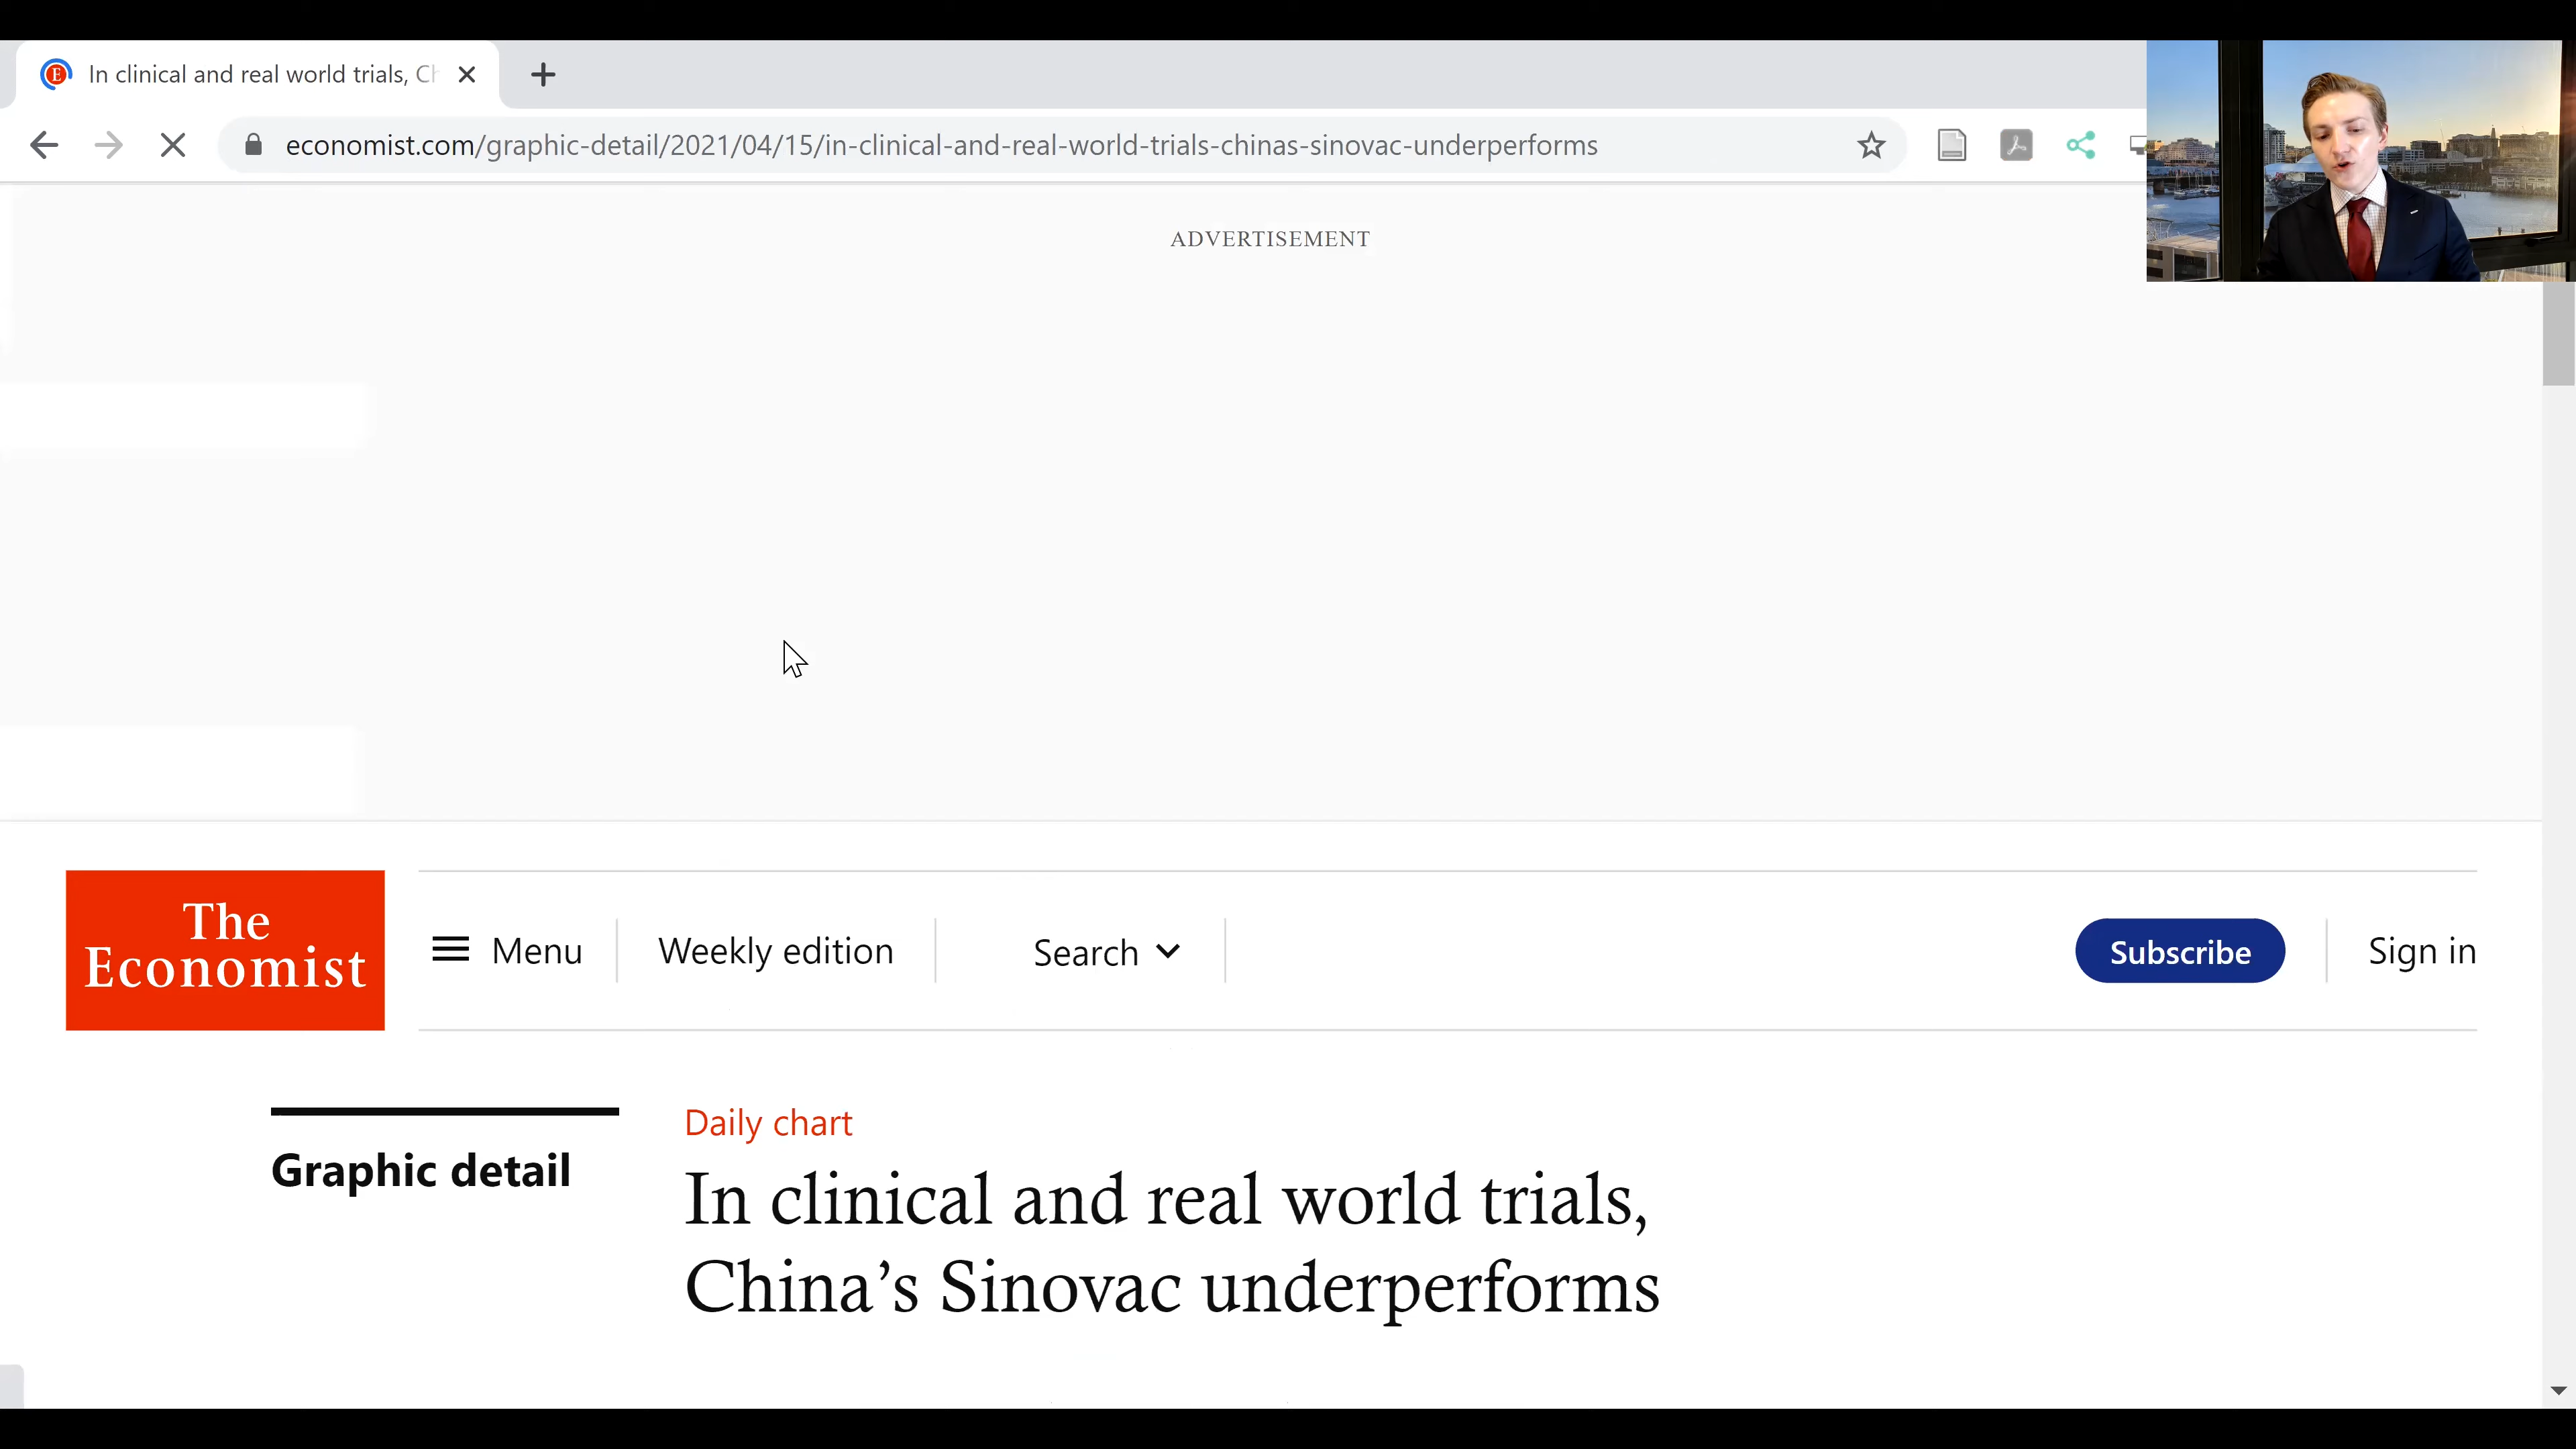 In clinical and real world trials, Ch
economist.com/graphic-detail/2021/04/15/in-clinical-and-real-world-trials-chinas-sinovac-underperforms
ADVERTISEMENT
The
Economist
Menu
Weekly edition
Search
Subscribe
Sign in
Graphic detail
Daily chart
In clinical and real world trials,
China’s Sinovac underperforms